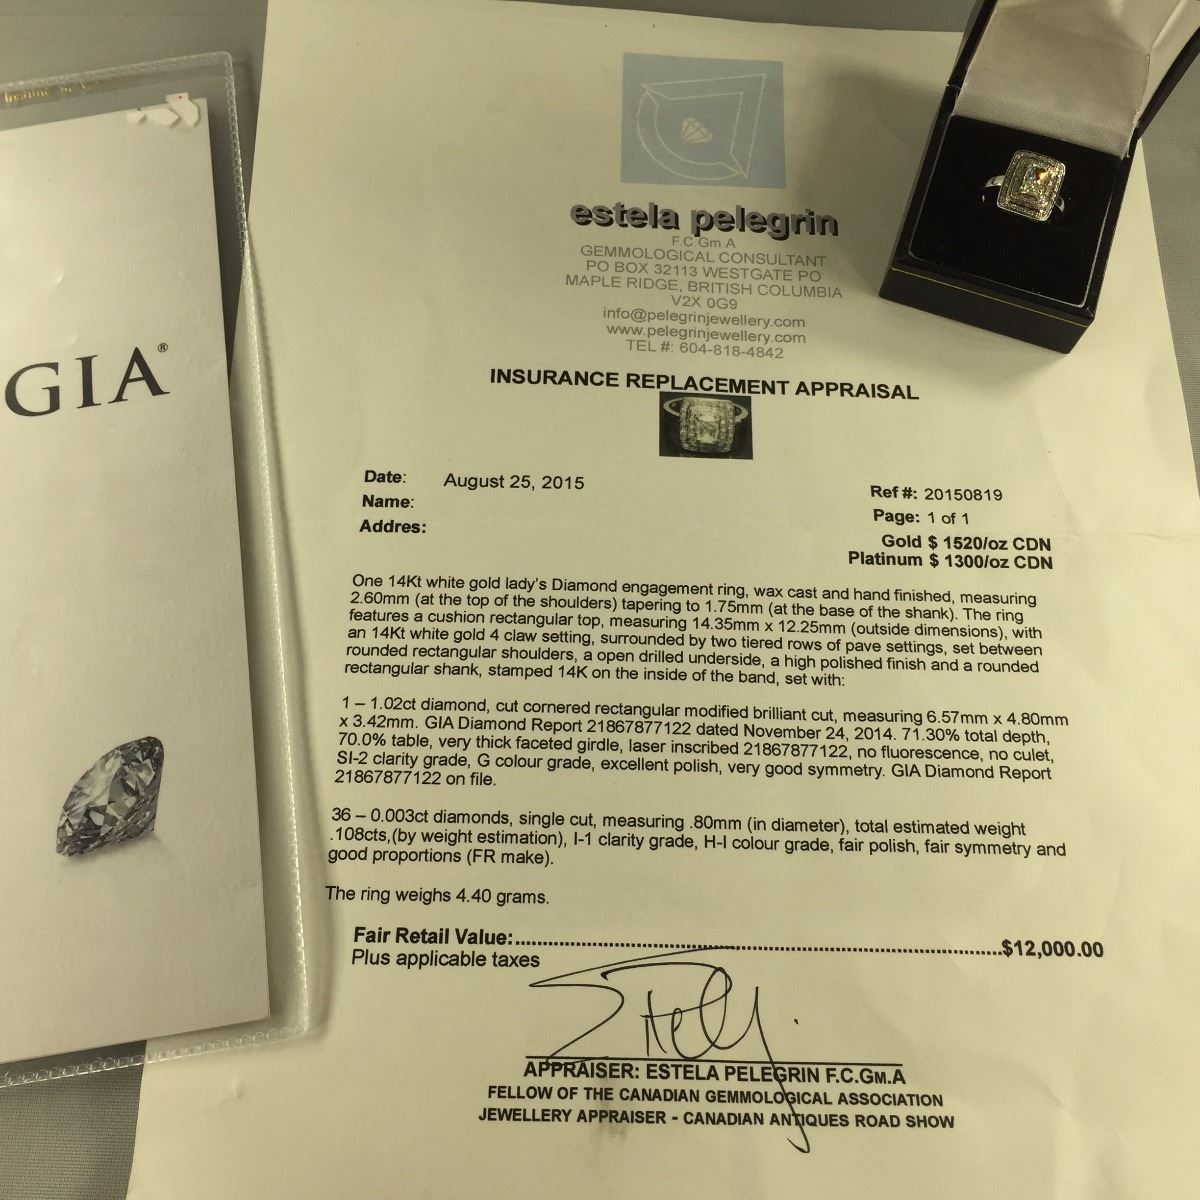 GIA®
estela pelegrin
F.C.Gm.A
GEMMOLOGICAL CONSULTANT
PO BOX 32113 WESTGATE PO
MAPLE RIDGE, BRITISH COLUMBIA
V2X 0G9
info@pelegrinjewellery.com
www.pelegrinjewellery.com
TEL #: 604-818-4842
INSURANCE REPLACEMENT APPRAISAL
Date: August 25, 2015
Name:
Addres:
Ref #: 20150819
Page: 1 of 1
Gold $ 1520/oz CDN
Platinum $ 1300/oz CDN
One 14Kt white gold lady's Diamond engagement ring, wax cast and hand finished, measuring
2.60mm (at the top of the shoulders) tapering to 1.75mm (at the base of the shank). The ring
features a cushion rectangular top, measuring 14.35mm x 12.25mm (outside dimensions), with
an 14Kt white gold 4 claw setting, surrounded by two tiered rows of pave settings, set between
rounded rectangular shoulders, a open drilled underside, a high polished finish and a rounded
rectangular shank, stamped 14K on the inside of the band, set with:
1 – 1.02ct diamond, cut cornered rectangular modified brilliant cut, measuring 6.57mm x 4.80mm
x 3.42mm. GIA Diamond Report 21867877122 dated November 24, 2014. 71.30% total depth,
70.0% table, very thick faceted girdle, laser inscribed 21867877122, no fluorescence, no culet,
SI-2 clarity grade, G colour grade, excellent polish, very good symmetry. GIA Diamond Report
21867877122 on file.
36 – 0.003ct diamonds, single cut, measuring .80mm (in diameter), total estimated weight
.108cts,(by weight estimation), I-1 clarity grade, H-I colour grade, fair polish, fair symmetry and
good proportions (FR make).
The ring weighs 4.40 grams.
Fair Retail Value:..........................................................................$12,000.00
Plus applicable taxes
APPRAISER: ESTELA PELEGRIN F.C.GM.A
FELLOW OF THE CANADIAN GEMMOLOGICAL ASSOCIATION
JEWELLERY APPRAISER - CANADIAN ANTIQUES ROAD SHOW